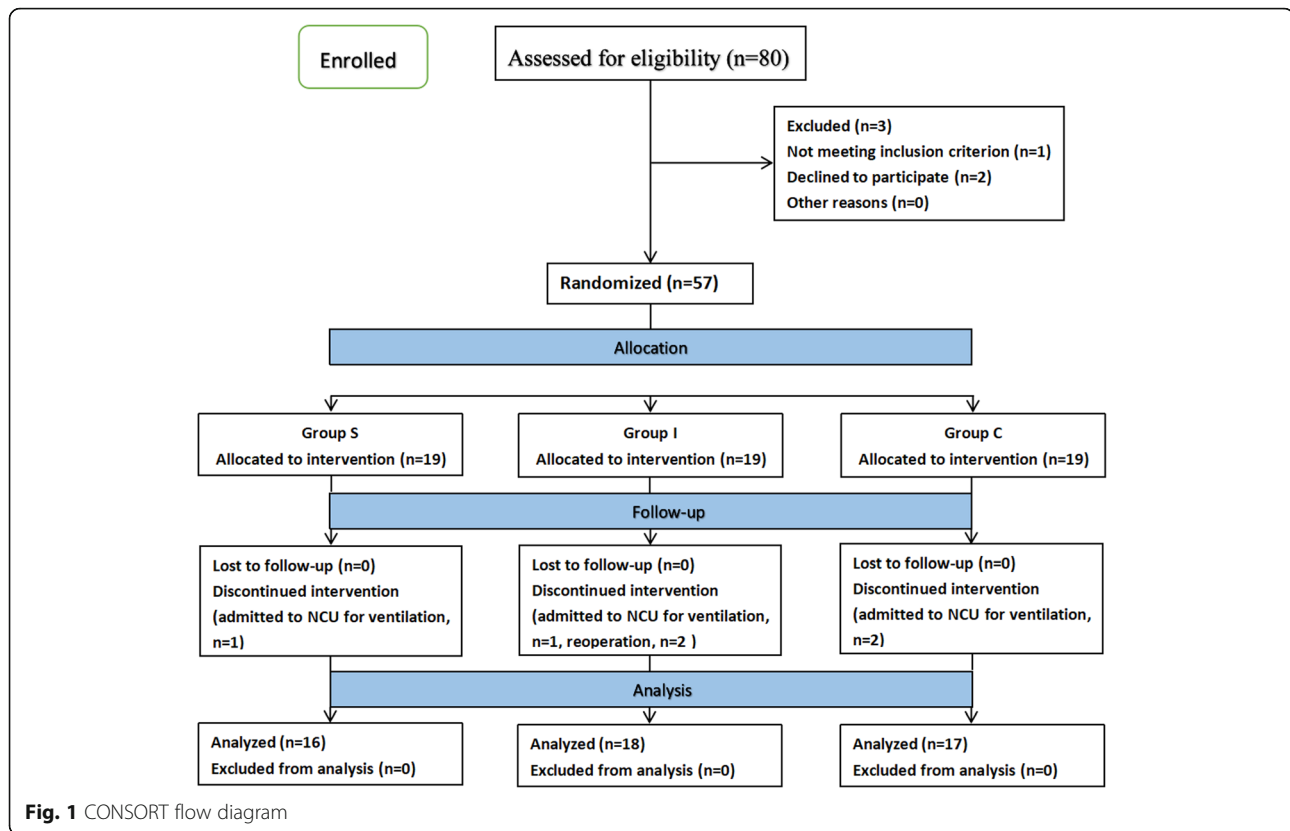 Enrolled
Assessed for eligibility (n=80)
Excluded (n=3)
Not meeting inclusion criterion (n=1)
Declined to participate (n=2)
Other reasons (n=0)
Randomized (n=57)
Allocation
Group S
Allocated to intervention (n=19)
Group I
Allocated to intervention (n=19)
Group C
Allocated to intervention (n=19)
Follow-up
Lost to follow-up (n=0)
Discontinued intervention
(admitted to NCU for ventilation,
n=1)
Lost to follow-up (n=0)
Discontinued intervention
(admitted to NCU for ventilation,
n=1, reoperation, n=2 )
Lost to follow-up (n=0)
Discontinued intervention
(admitted to NCU for ventilation,
n=2)
Analysis
Analyzed (n=16)
Excluded from analysis (n=0)
Analyzed (n=18)
Excluded from analysis (n=0)
Analyzed (n=17)
Excluded from analysis (n=0)
Fig. 1 CONSORT flow diagram